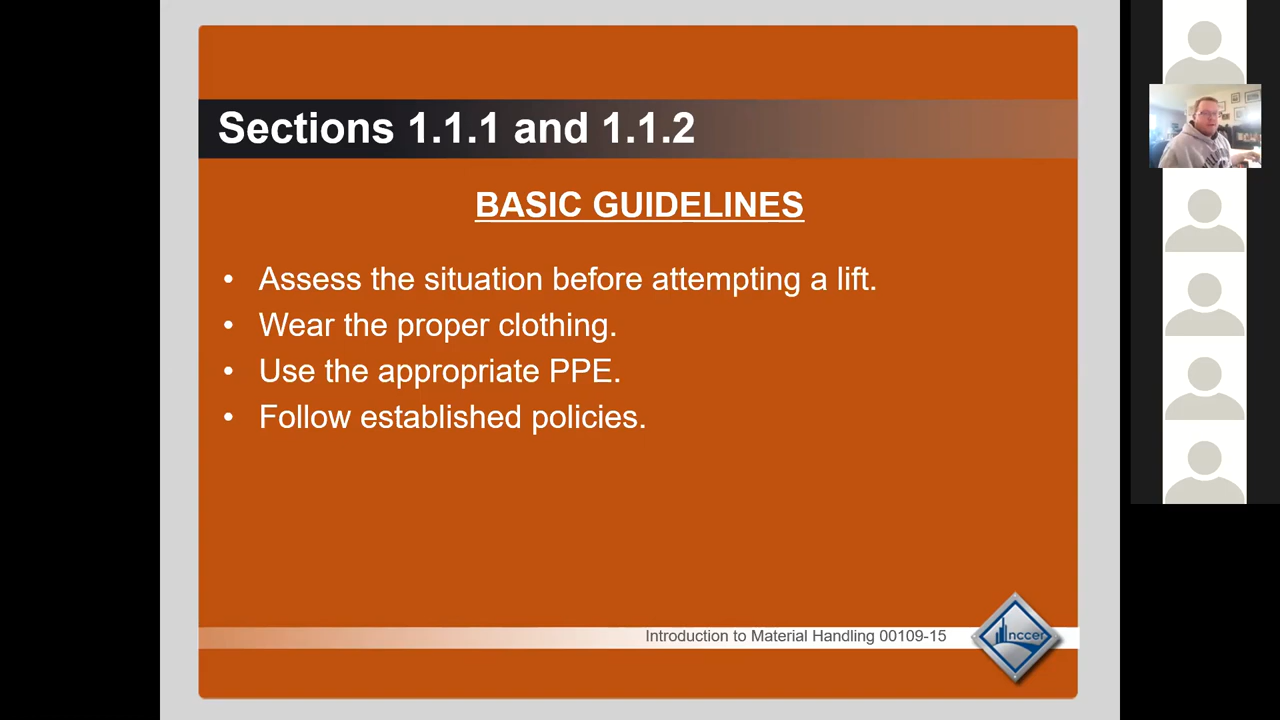 Sections 1.1.1 and 1.1.2
BASIC GUIDELINES
• Assess the situation before attempting a lift.
• Wear the proper clothing.
• Use the appropriate PPE.
• Follow established policies.
Introduction to Material Handling 00109-15
nccer